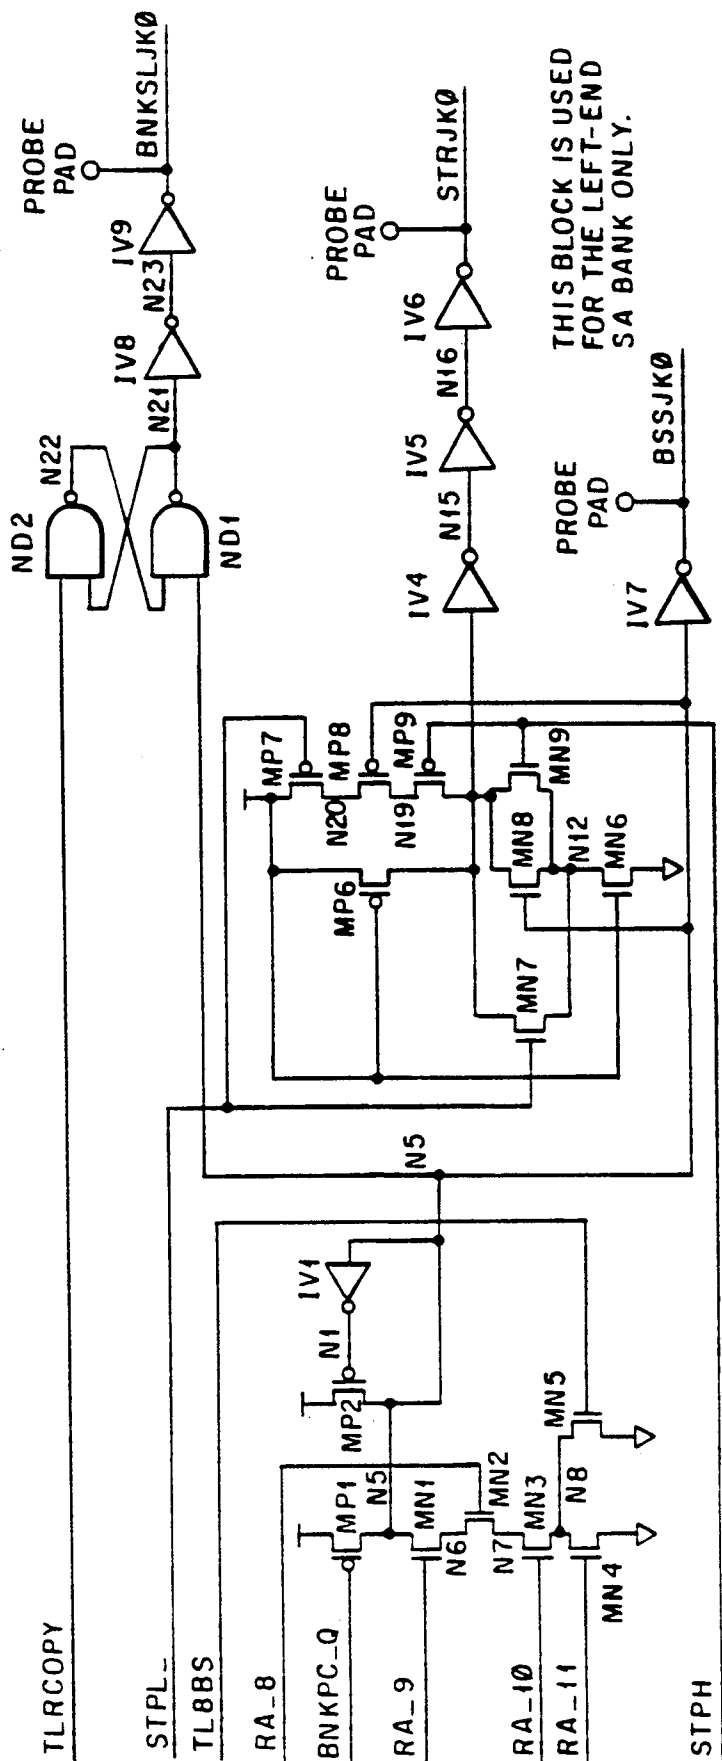 PROBE
PAD
BNKSLJKØ
IV9
N23
IV8
N21
N22
ND2
ND1
PROBE
PAD
STRJKØ
IV6
N16
IV5
N15
IV4
THIS BLOCK IS USED
FOR THE LEFT-END
SA BANK ONLY.
PROBE
PAD
BSSJKØ
IV7
MP7
MP8
MP9
N20
N19
MP6
MN8
MN9
N12
MN6
MN7
N5
IV1
N1
MP2
MP1
N5
MN1
MN2
N6
N7
MN3
N8
MN5
MN4
TLRCOPY
STPL_
TL8BS
RA_8
BNKPC_Q
RA_9
RA_10
RA_11
STPH